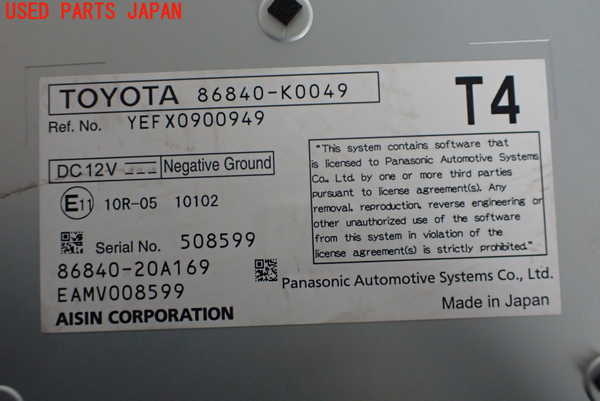 USED PARTS JAPAN
TOYOTA 86840-K0049
T4
Ref. No. YEFX0900949
DC12V Negative Ground
E11 10R-05 10102
Serial No. 508599
86840-20A169
EAMV008599
AISIN CORPORATION
"This system contains software that
is licensed to Panasonic Automotive Systems
Co., Ltd. by one or more third parties
pursuant to license agreement(s). Any
removal, reproduction, reverse engineering or
other unauthorized use of the software
from this system in violation of the
license agreement(s) is strictly prohibited."
Panasonic Automotive Systems Co., Ltd.
Made in Japan